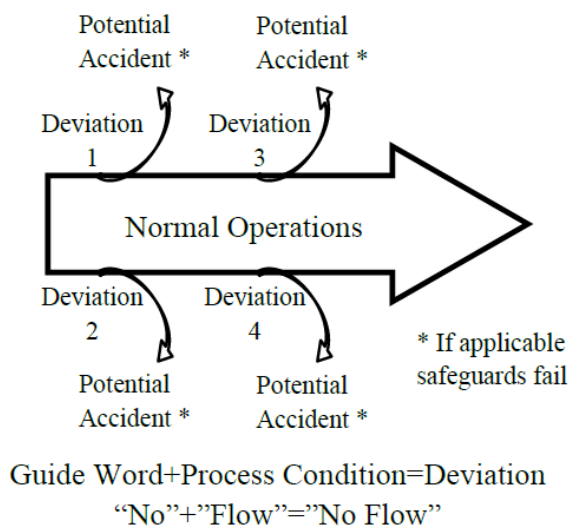 Potential
Accident *
Potential
Accident *
Deviation
1
Deviation
3
Normal Operations
Deviation
2
Deviation
4
* If applicable
safeguards fail
Potential
Accident *
Potential
Accident *
Guide Word+Process Condition=Deviation
“No”+”Flow”=”No Flow”